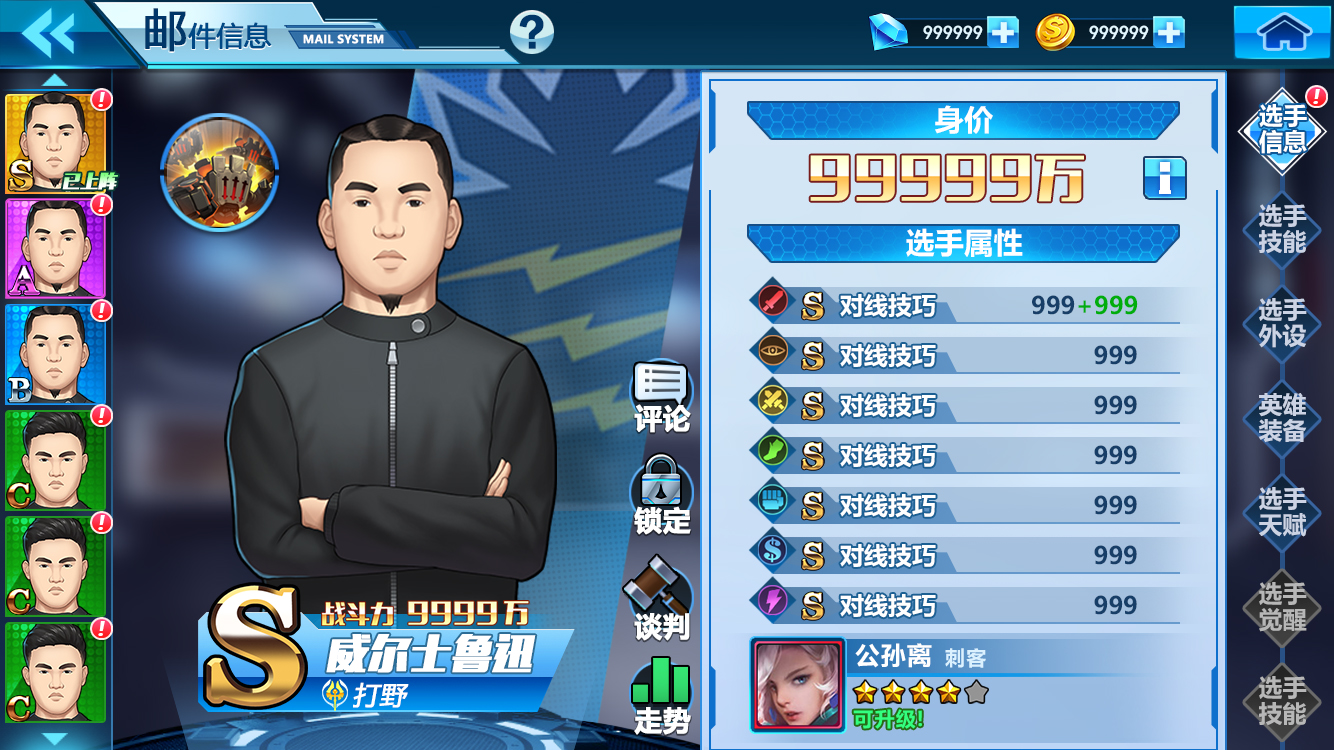 邮件信息
MAIL SYSTEM
?
999999
999999
S
已上阵
A
B
C
C
C
评论
锁定
谈判
走势
S
战斗力 9999万
威尔士鲁迅
打野
身价
99999万
i
选手属性
S 对线技巧 999+999
S 对线技巧 999
S 对线技巧 999
S 对线技巧 999
S 对线技巧 999
S 对线技巧 999
S 对线技巧 999
公孙离 刺客
可升级!
选手
信息
选手
技能
选手
外设
英雄
装备
选手
天赋
选手
觉醒
选手
技能